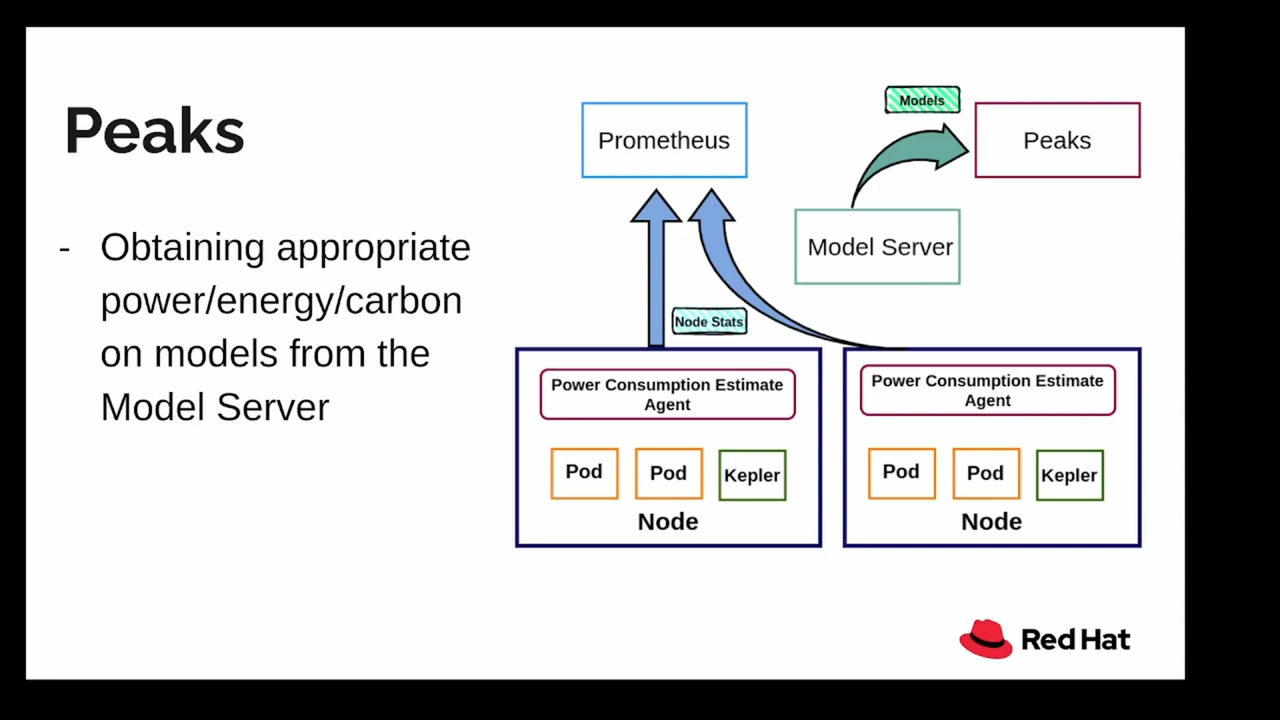 Peaks
- Obtaining appropriate
power/energy/carbon
on models from the
Model Server
Models
Prometheus
Peaks
Model Server
Node Stats
Power Consumption Estimate
Agent
Pod
Pod
Kepler
Node
Power Consumption Estimate
Agent
Pod
Pod
Kepler
Node
Red Hat